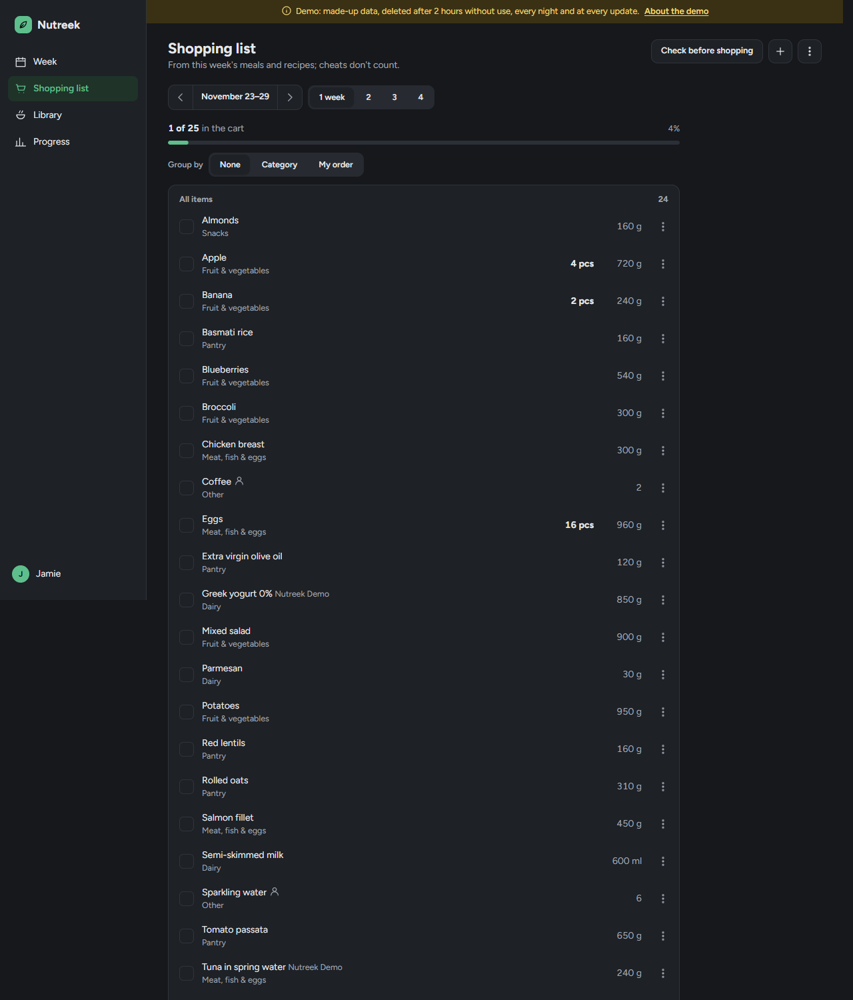 Demo: made-up data, deleted after 2 hours without use, every night and at every update. About the demo
Nutreek
Week
Shopping list
Library
Progress
J Jamie
Shopping list
From this week's meals and recipes; cheats don't count.
Check before shopping
November 23–29
1 week 2 3 4
1 of 25 in the cart 4%
Group by None Category My order
All items 24
Almonds
Snacks
160 g
Apple
Fruit & vegetables
4 pcs 720 g
Banana
Fruit & vegetables
2 pcs 240 g
Basmati rice
Pantry
160 g
Blueberries
Fruit & vegetables
540 g
Broccoli
Fruit & vegetables
300 g
Chicken breast
Meat, fish & eggs
300 g
Coffee
Other
2
Eggs
Meat, fish & eggs
16 pcs 960 g
Extra virgin olive oil
Pantry
120 g
Greek yogurt 0% Nutreek Demo
Dairy
850 g
Mixed salad
Fruit & vegetables
900 g
Parmesan
Dairy
30 g
Potatoes
Fruit & vegetables
950 g
Red lentils
Pantry
160 g
Rolled oats
Pantry
310 g
Salmon fillet
Meat, fish & eggs
450 g
Semi-skimmed milk
Dairy
600 ml
Sparkling water
Other
6
Tomato passata
Pantry
650 g
Tuna in spring water Nutreek Demo
Meat, fish & eggs
240 g